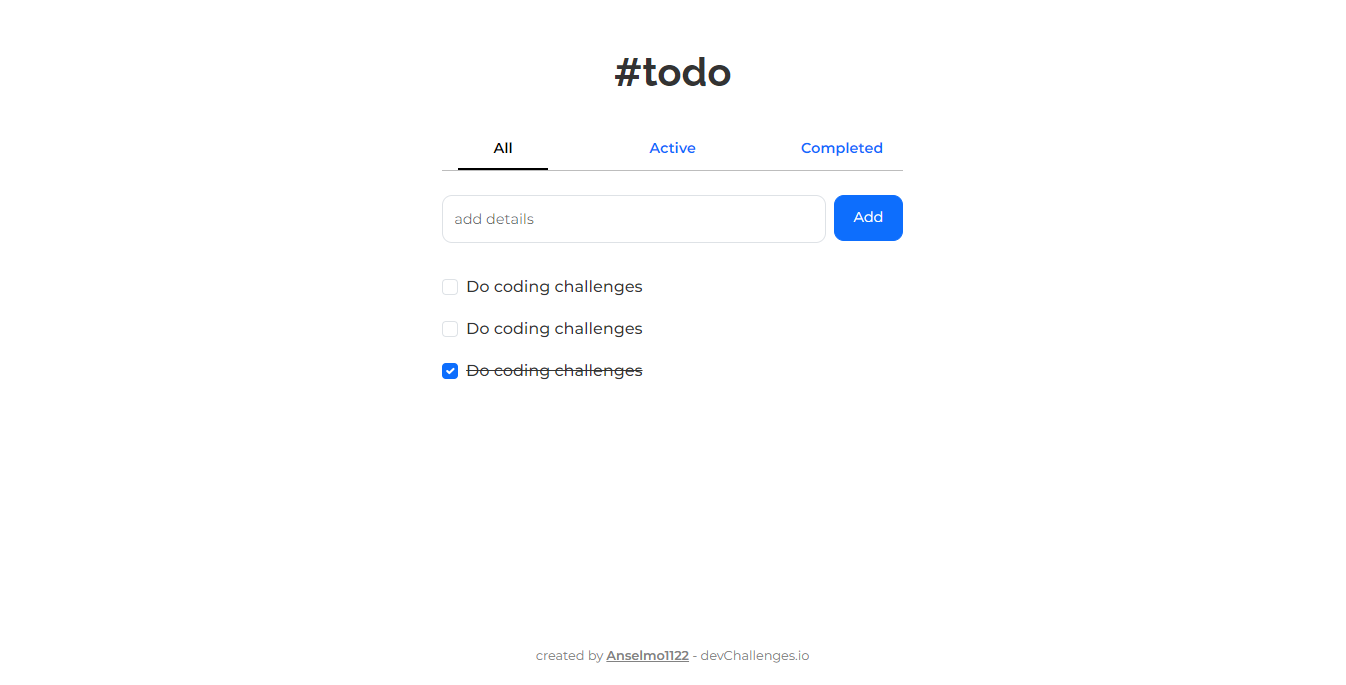 #todo
All Active Completed
add details Add
Do coding challenges
Do coding challenges
Do coding challenges
created by Anselmo1122 - devChallenges.io